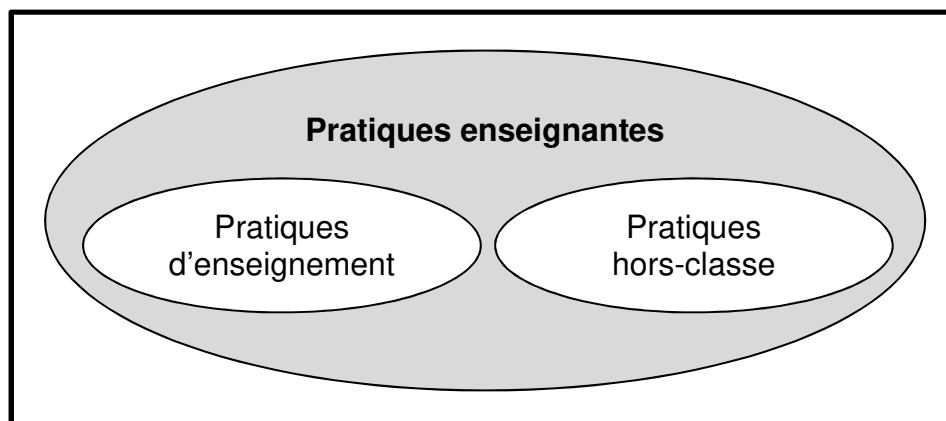 Pratiques enseignantes
Pratiques
d'enseignement
Pratiques
hors-classe